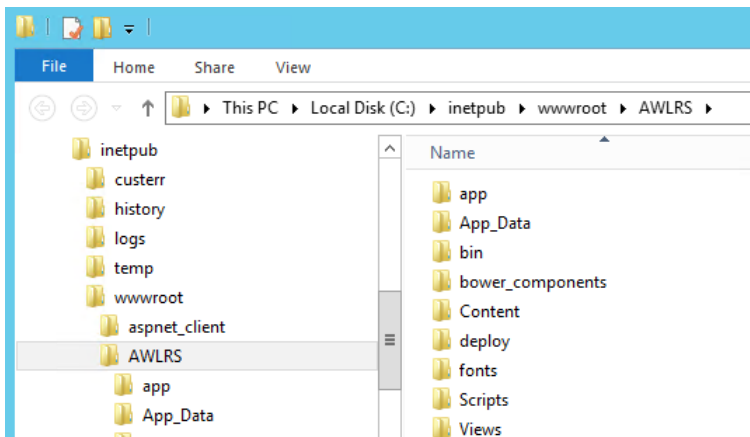 File Home Share View
This PC Local Disk (C:) inetpub wwwroot AWLRS
inetpub
custerr
history
logs
temp
wwwroot
aspnet_client
AWLRS
app
App_Data
Name
app
App_Data
bin
bower_components
Content
deploy
fonts
Scripts
Views